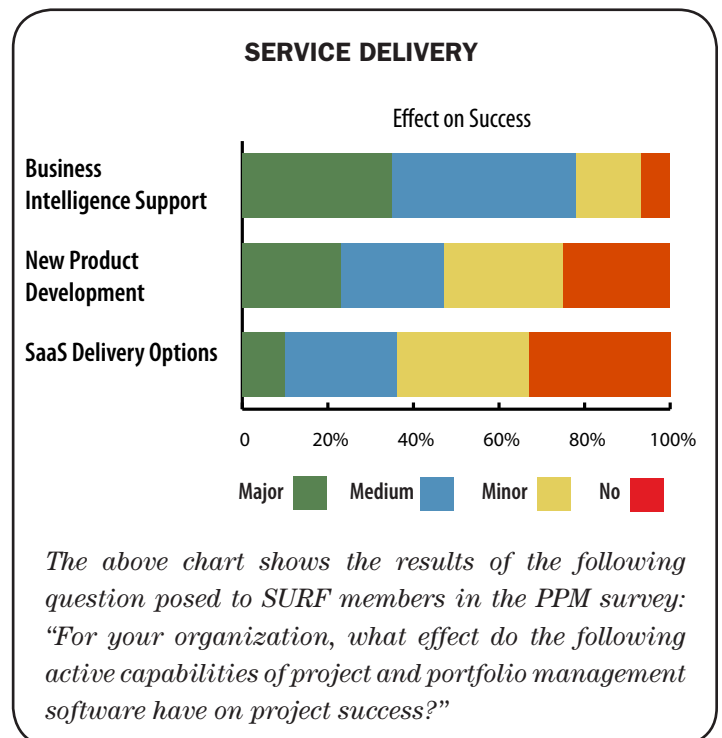 SERVICE DELIVERY
Effect on Success
Business
Intelligence Support
New Product
Development
SaaS Delivery Options
0 20% 40% 60% 80% 100%
Major Medium Minor No
The above chart shows the results of the following
question posed to SURF members in the PPM survey:
“For your organization, what effect do the following
active capabilities of project and portfolio management
software have on project success?”